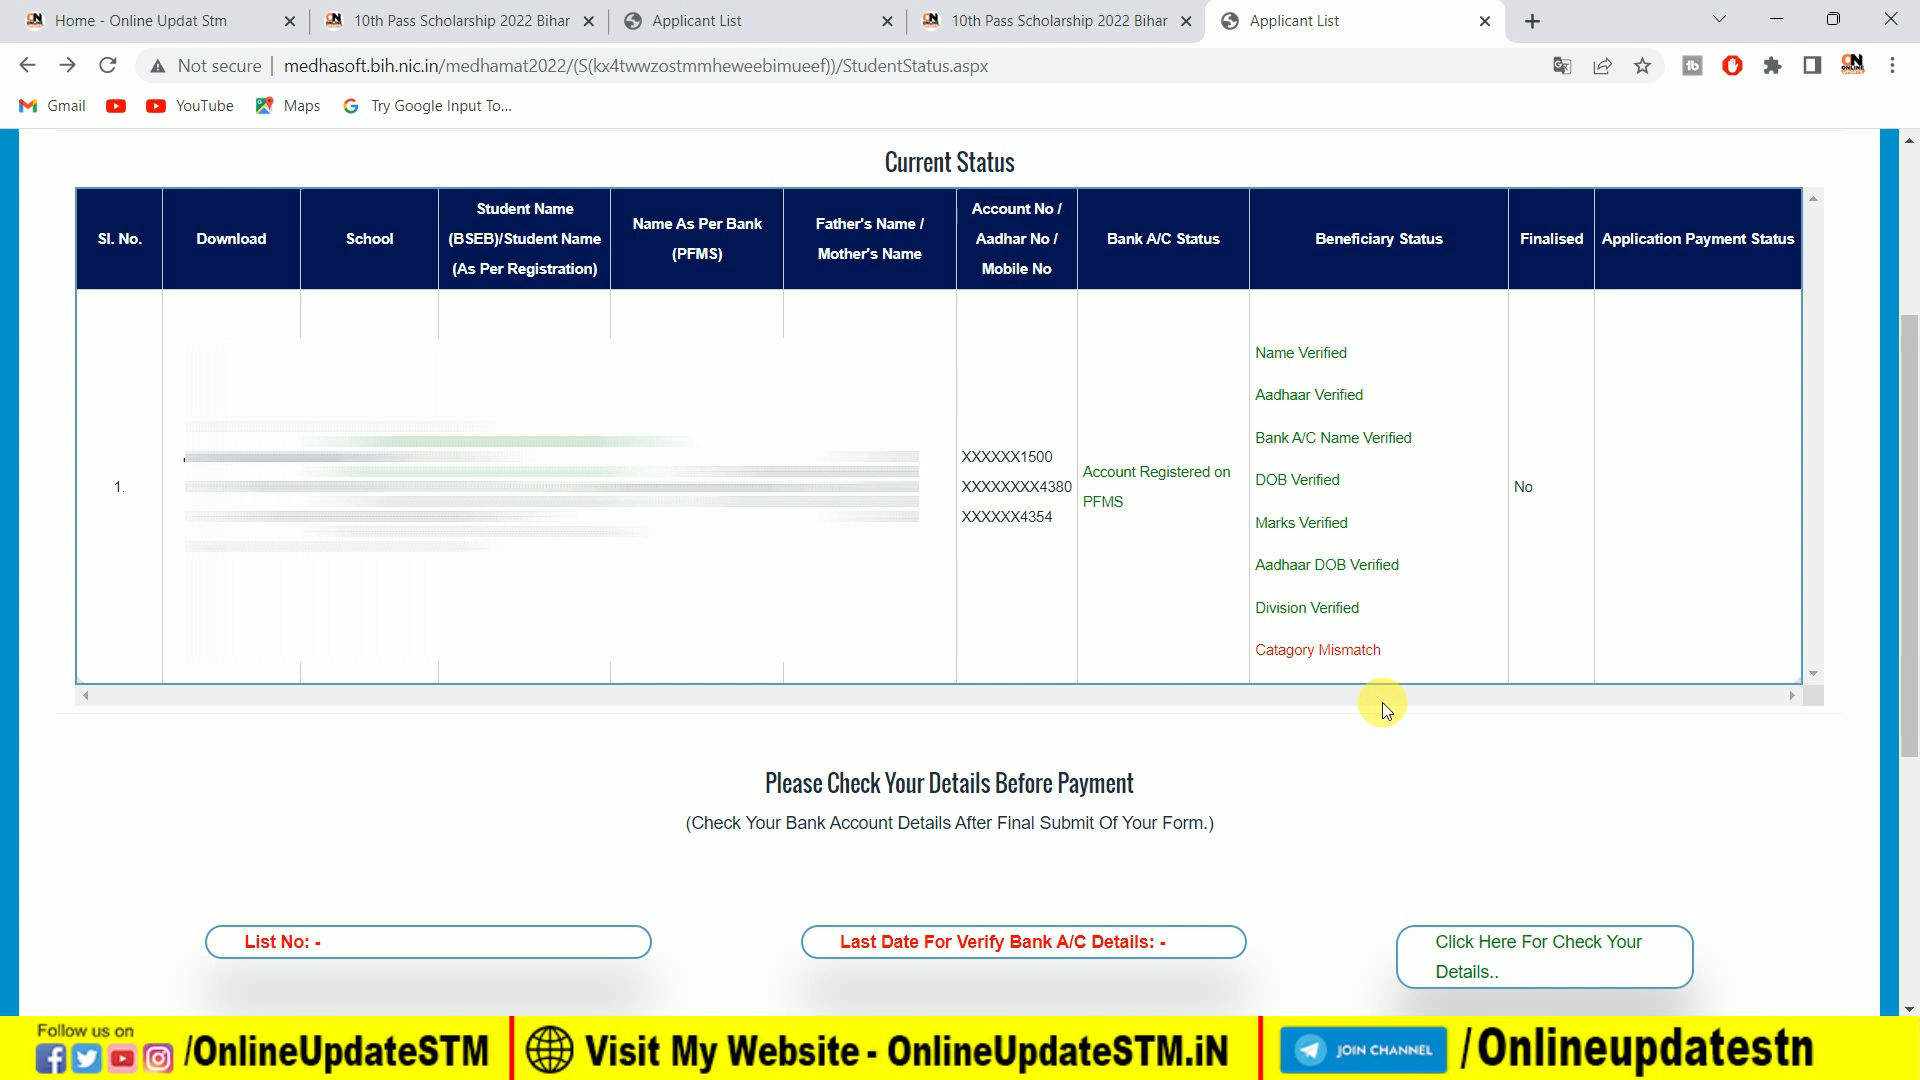 Home - Online Updat Stm
10th Pass Scholarship 2022 Bihar
Applicant List
10th Pass Scholarship 2022 Bihar
Applicant List
Not secure
medhasoft.bih.nic.in/medhamat2022/(S(kx4twwzostmmheweebimueef))/StudentStatus.aspx
Gmail
YouTube
Maps
Try Google Input To...
Current Status
Sl. No.
Download
School
Student Name
(BSEB)/Student Name
(As Per Registration)
Name As Per Bank
(PFMS)
Father's Name /
Mother's Name
Account No /
Aadhar No /
Mobile No
Bank A/C Status
Beneficiary Status
Finalised
Application Payment Status
1.
XXXXXX1500
XXXXXXXX4380
XXXXXX4354
Account Registered on
PFMS
Name Verified
Aadhaar Verified
Bank A/C Name Verified
DOB Verified
Marks Verified
Aadhaar DOB Verified
Division Verified
Catagory Mismatch
No
Please Check Your Details Before Payment
(Check Your Bank Account Details After Final Submit Of Your Form.)
List No: -
Last Date For Verify Bank A/C Details: -
Click Here For Check Your
Details..
Follow us on
/OnlineUpdateSTM
Visit My Website - OnlineUpdateSTM.iN
JOIN CHANNEL
/Onlineupdatestn